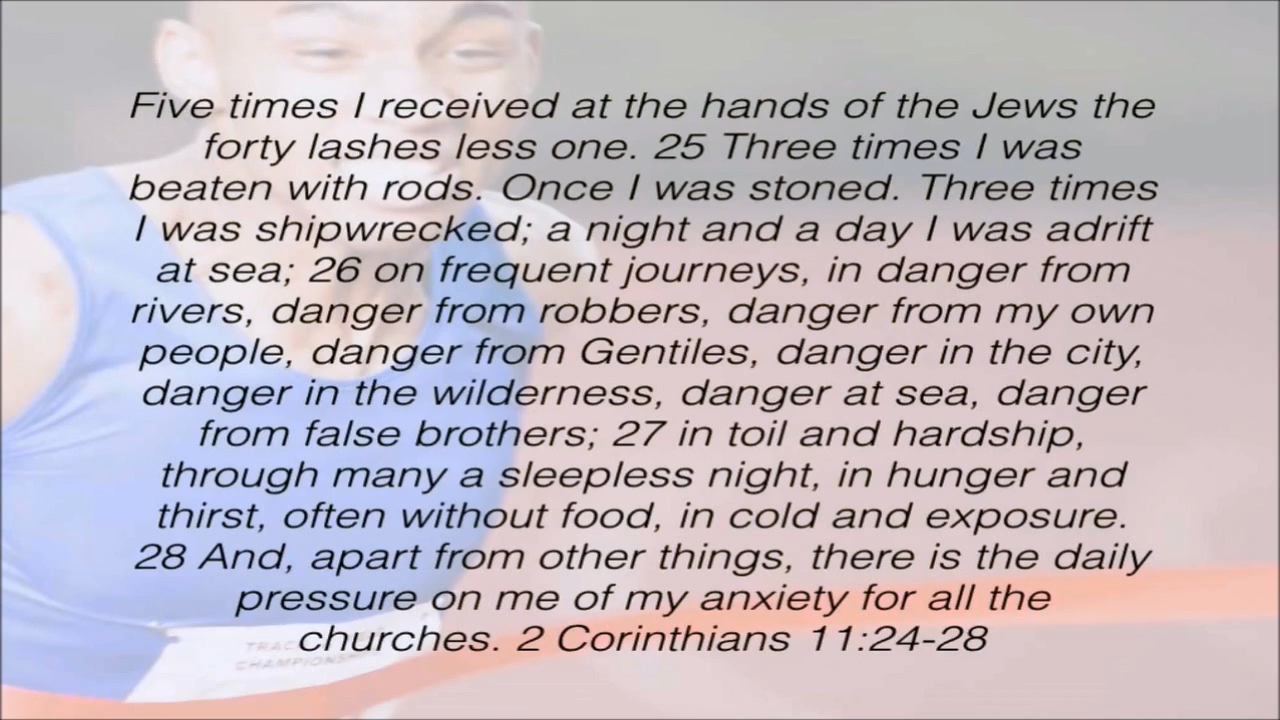 Five times I received at the hands of the Jews the
forty lashes less one. 25 Three times I was
beaten with rods. Once I was stoned. Three times
I was shipwrecked; a night and a day I was adrift
at sea; 26 on frequent journeys, in danger from
rivers, danger from robbers, danger from my own
people, danger from Gentiles, danger in the city,
danger in the wilderness, danger at sea, danger
from false brothers; 27 in toil and hardship,
through many a sleepless night, in hunger and
thirst, often without food, in cold and exposure.
28 And, apart from other things, there is the daily
pressure on me of my anxiety for all the
churches. 2 Corinthians 11:24-28
TRAC
CHAMPIONS